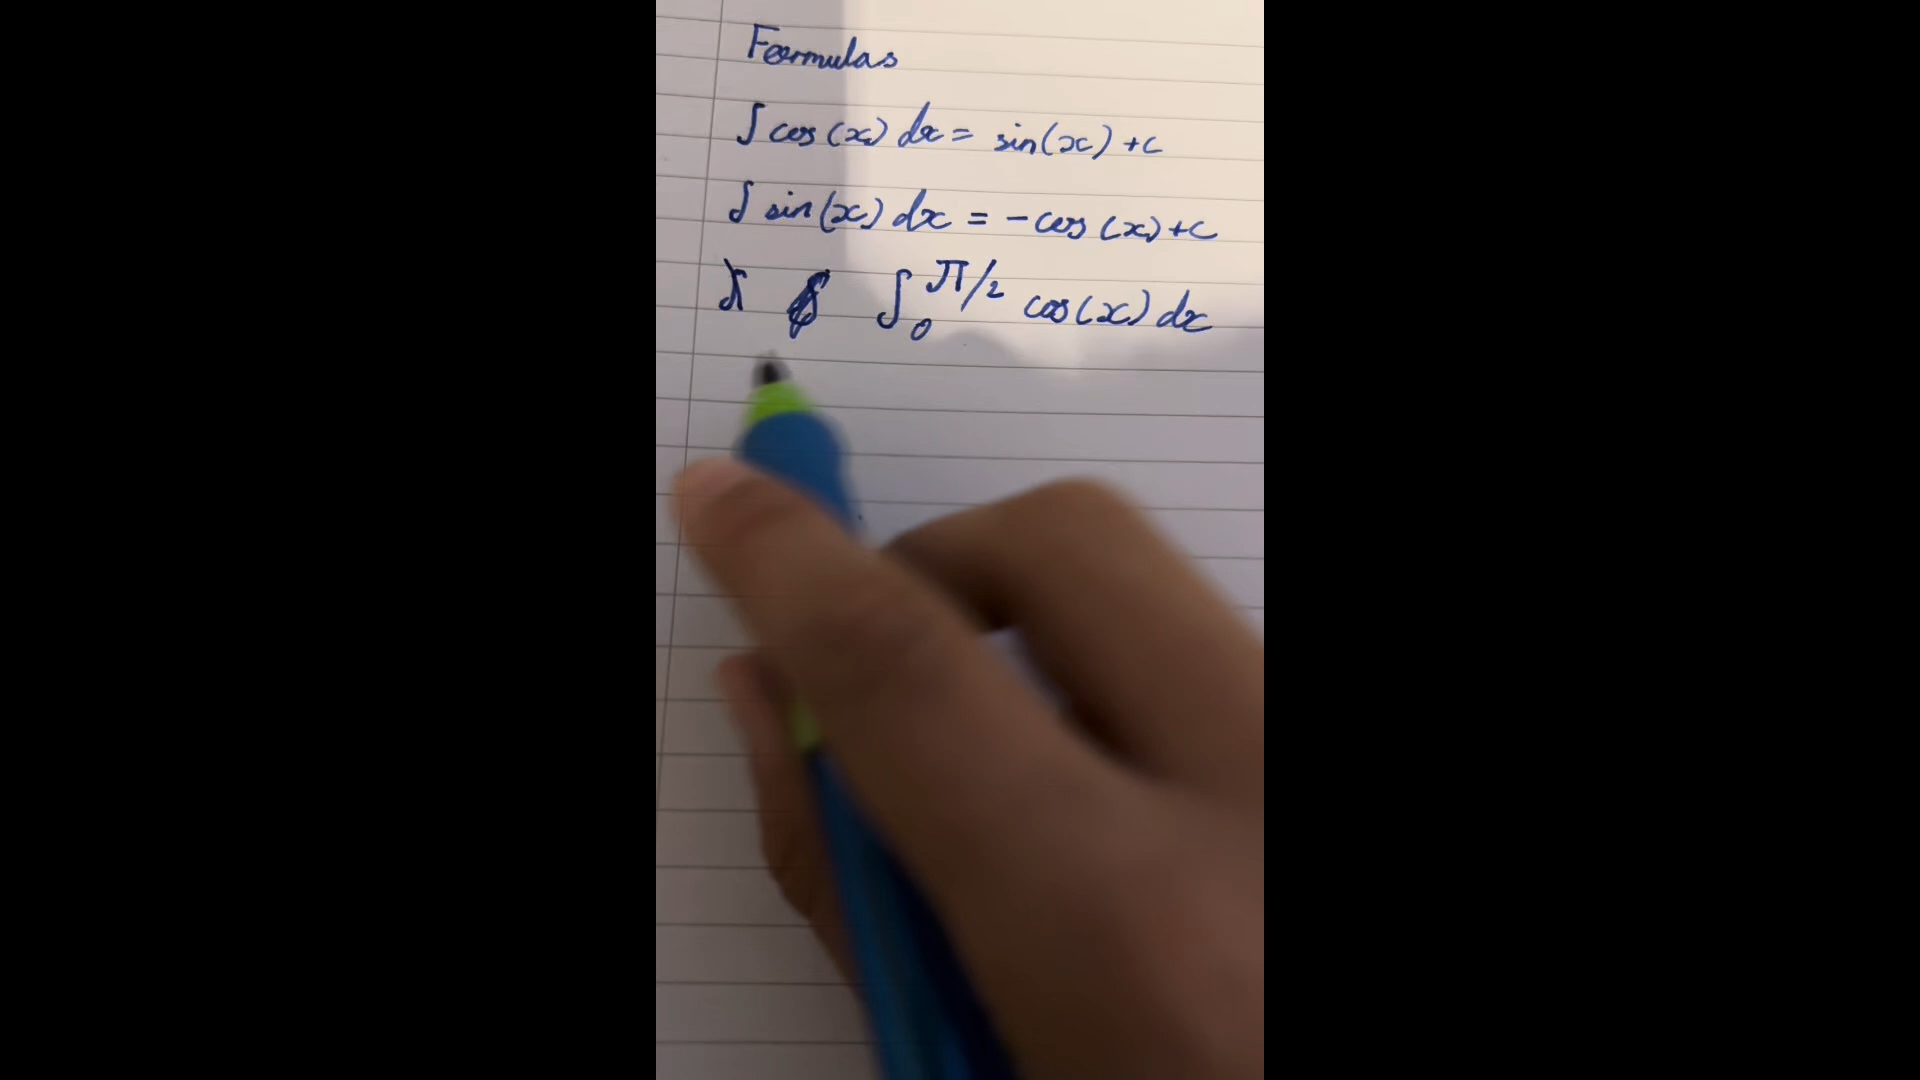 Formulas
∫ cos(x) dx = sin(x) + c
∫ sin(x) dx = - cos(x) + c
∫₀^π/2 cos(x) dx